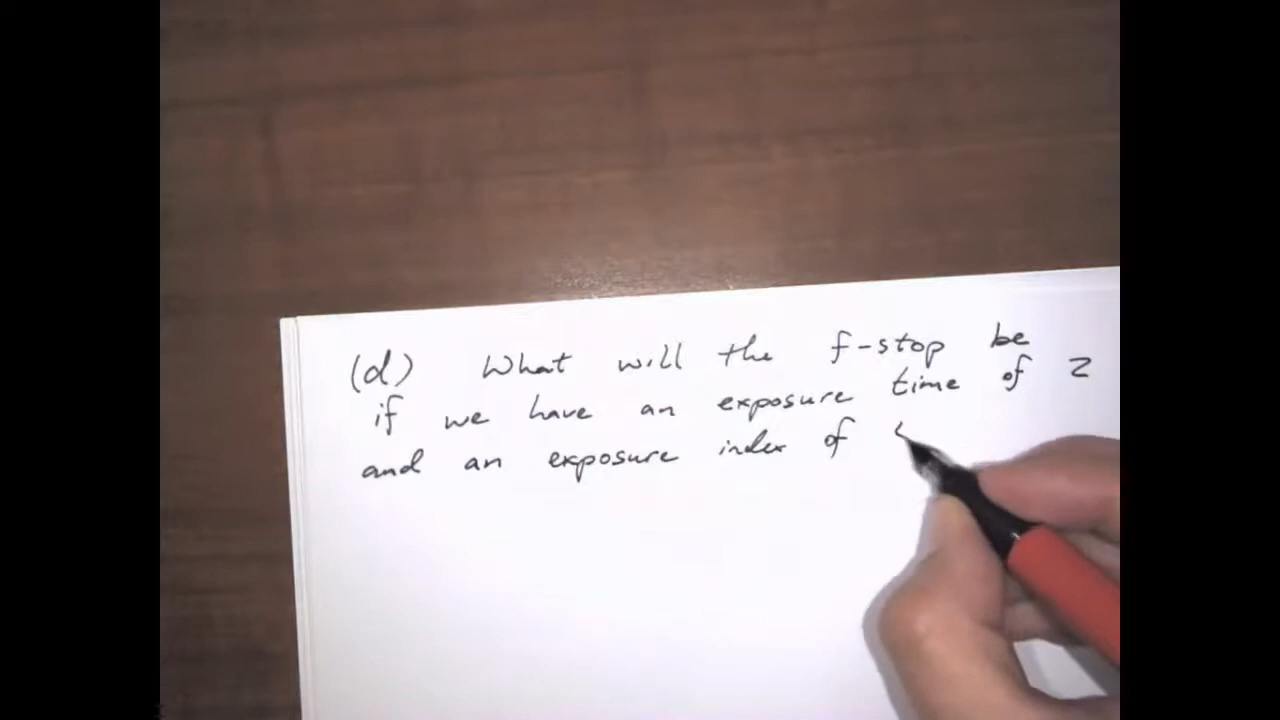 (d) What will the f-stop be
if we have an exposure time of 2
and an exposure index of